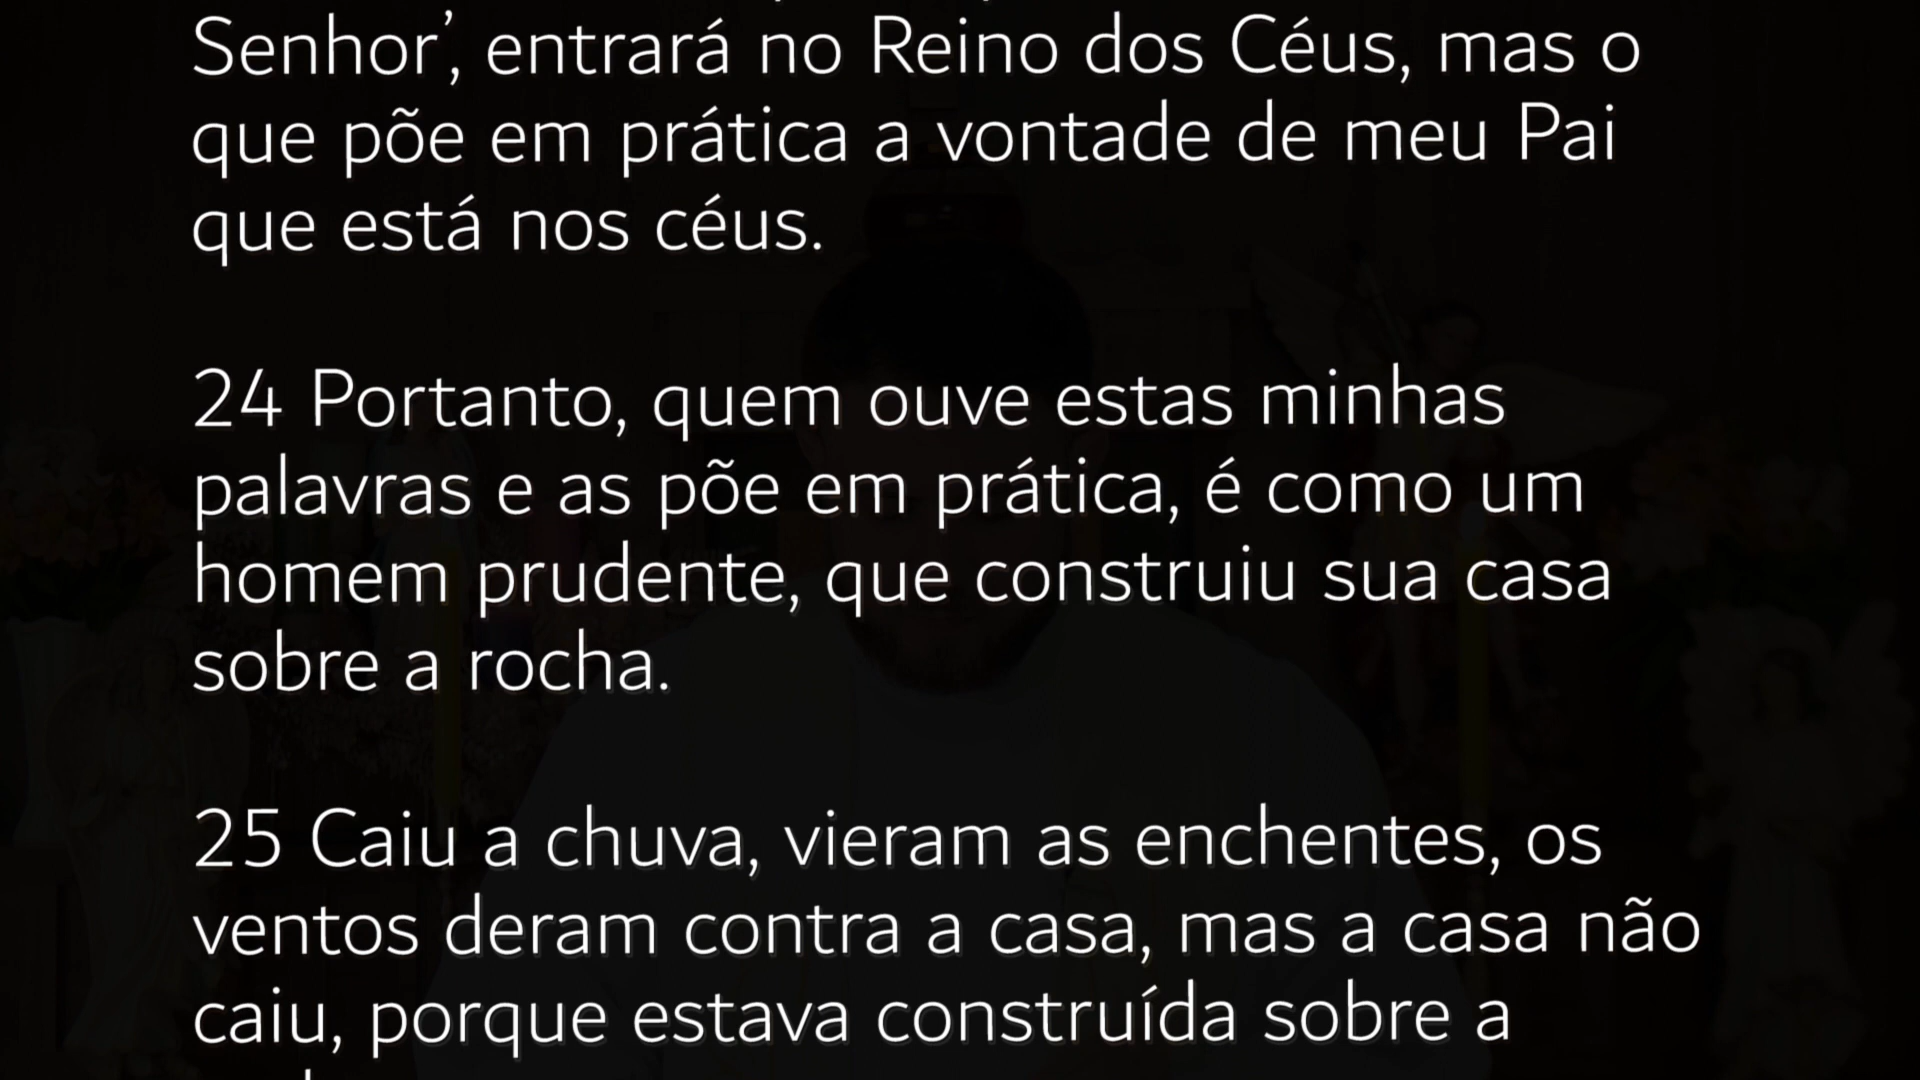 Senhor’, entrará no Reino dos Céus, mas o
que põe em prática a vontade de meu Pai
que está nos céus.
24 Portanto, quem ouve estas minhas
palavras e as põe em prática, é como um
homem prudente, que construiu sua casa
sobre a rocha.
25 Caiu a chuva, vieram as enchentes, os
ventos deram contra a casa, mas a casa não
caiu, porque estava construída sobre a